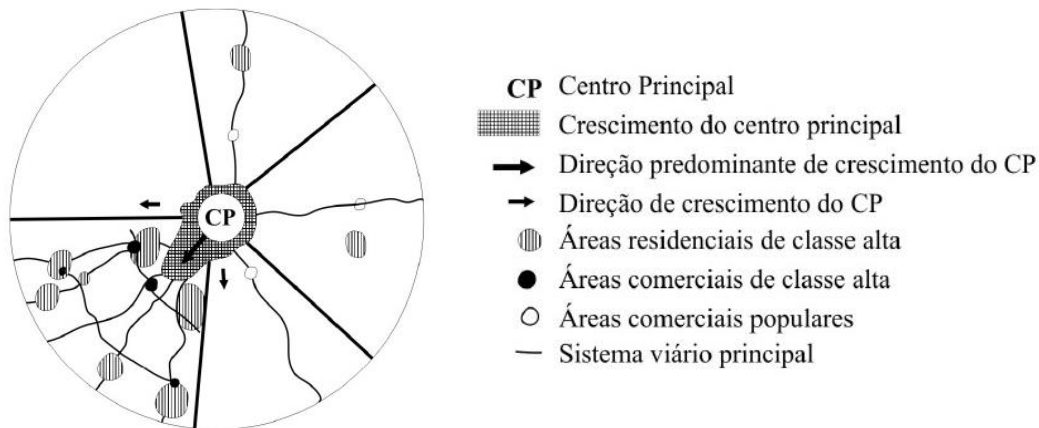 CP
CP Centro Principal
Crescimento do centro principal
Direção predominante de crescimento do CP
Direção de crescimento do CP
Áreas residenciais de classe alta
Áreas comerciais de classe alta
Áreas comerciais populares
Sistema viário principal